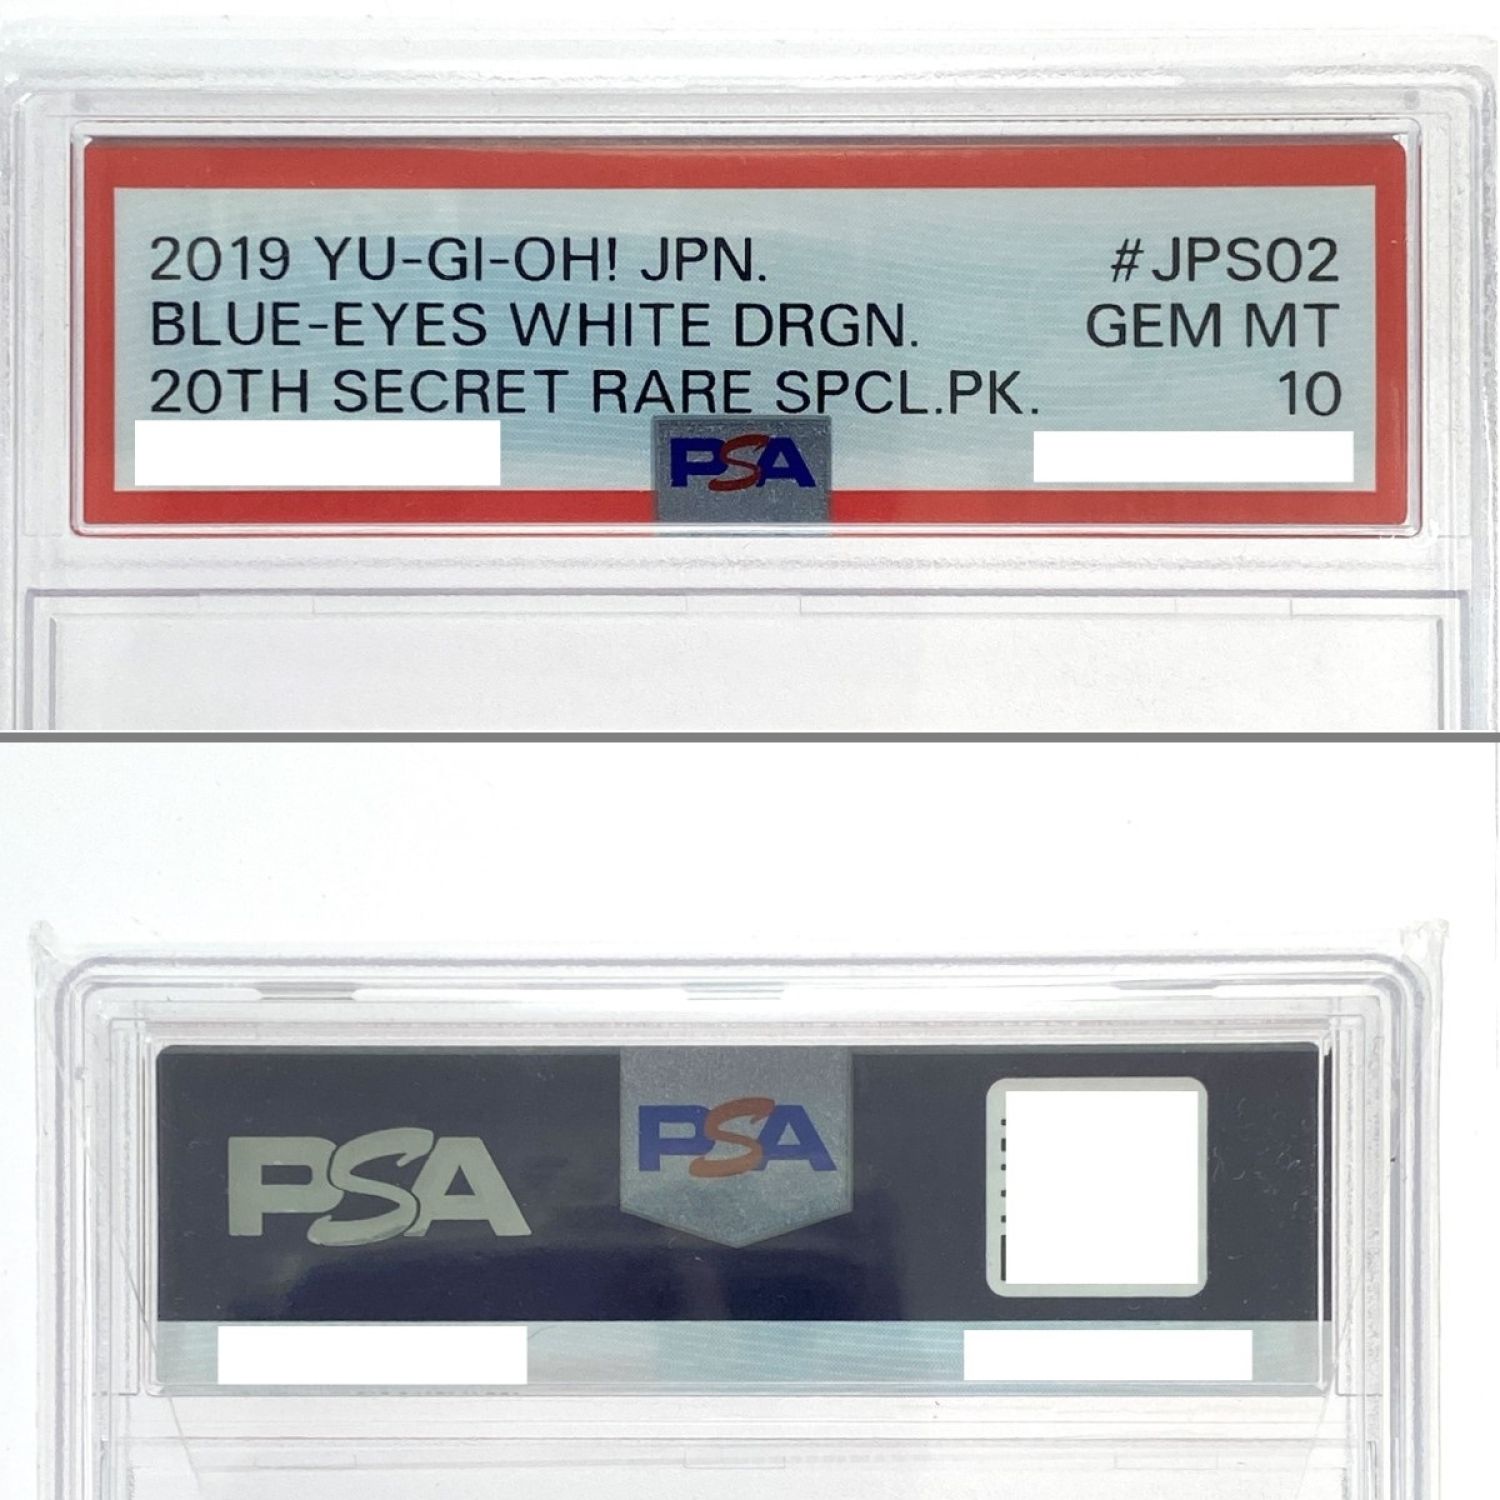 2019 YU-GI-OH! JPN. #JPS02
BLUE-EYES WHITE DRGN. GEM MT
20TH SECRET RARE SPCL.PK. 10
PSA
PSA PSA